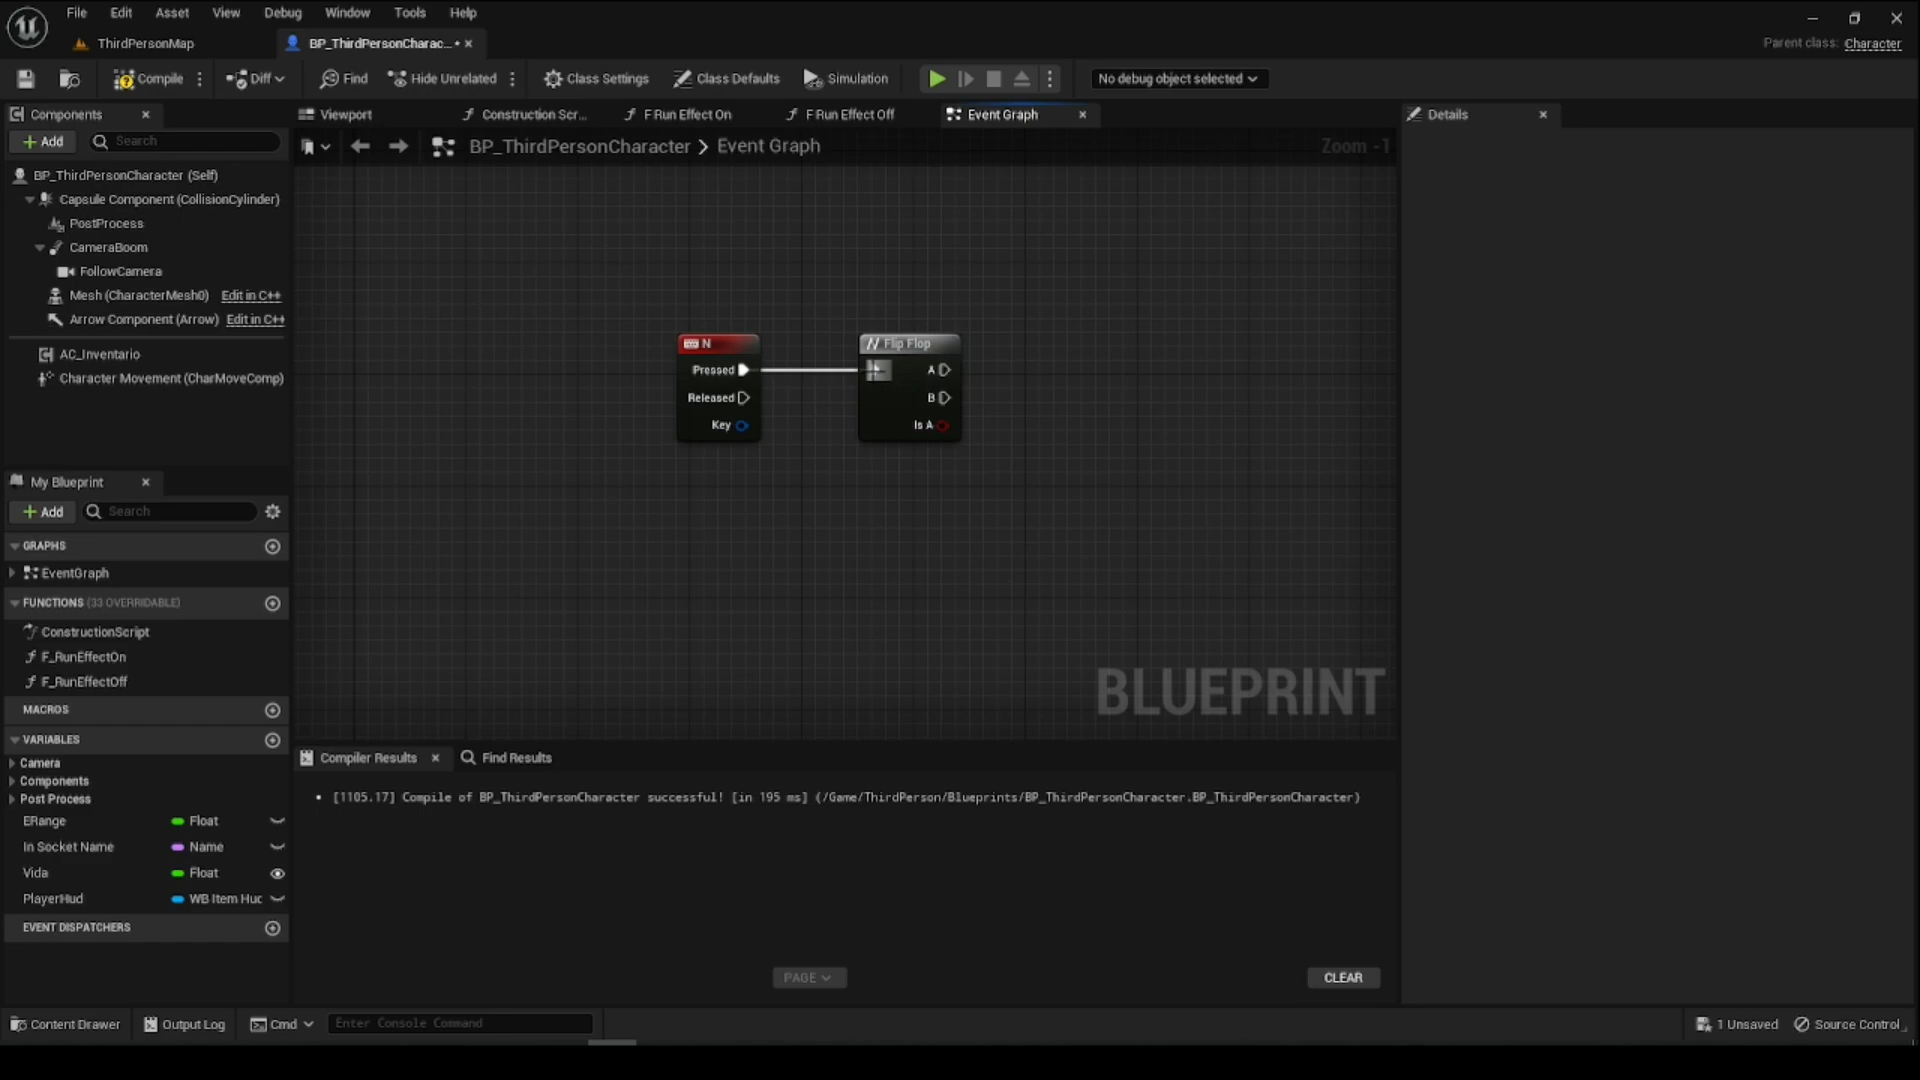 File Edit Asset View Debug Window Tools Help
ThirdPersonMap
BP_ThirdPersonCharac...•
Parent class: Character
Compile Diff Find Hide Unrelated Class Settings Class Defaults Simulation No debug object selected
Components
Viewport Construction Scr... F Run Effect On F Run Effect Off Event Graph
Details
Add Search
BP_ThirdPersonCharacter > Event Graph
Zoom -1
BP_ThirdPersonCharacter (Self)
Capsule Component (CollisionCylinder)
PostProcess
CameraBoom
FollowCamera
Mesh (CharacterMesh0) Edit in C++
Arrow Component (Arrow) Edit in C++
AC_Inventario
Character Movement (CharMoveComp)
N
Pressed
Released
Key
Flip Flop
A
B
Is A
BLUEPRINT
My Blueprint
Add Search
GRAPHS
EventGraph
FUNCTIONS (33 OVERRIDABLE)
ConstructionScript
F_RunEffectOn
F_RunEffectOff
MACROS
VARIABLES
Camera
Components
Post Process
ERange Float
In Socket Name Name
Vida Float
PlayerHud WB Item Huc
EVENT DISPATCHERS
Compiler Results Find Results
• [1105.17] Compile of BP_ThirdPersonCharacter successful! [in 195 ms] (/Game/ThirdPerson/Blueprints/BP_ThirdPersonCharacter.BP_ThirdPersonCharacter)
PAGE CLEAR
Content Drawer Output Log Cmd Enter Console Command 1 Unsaved Source Control